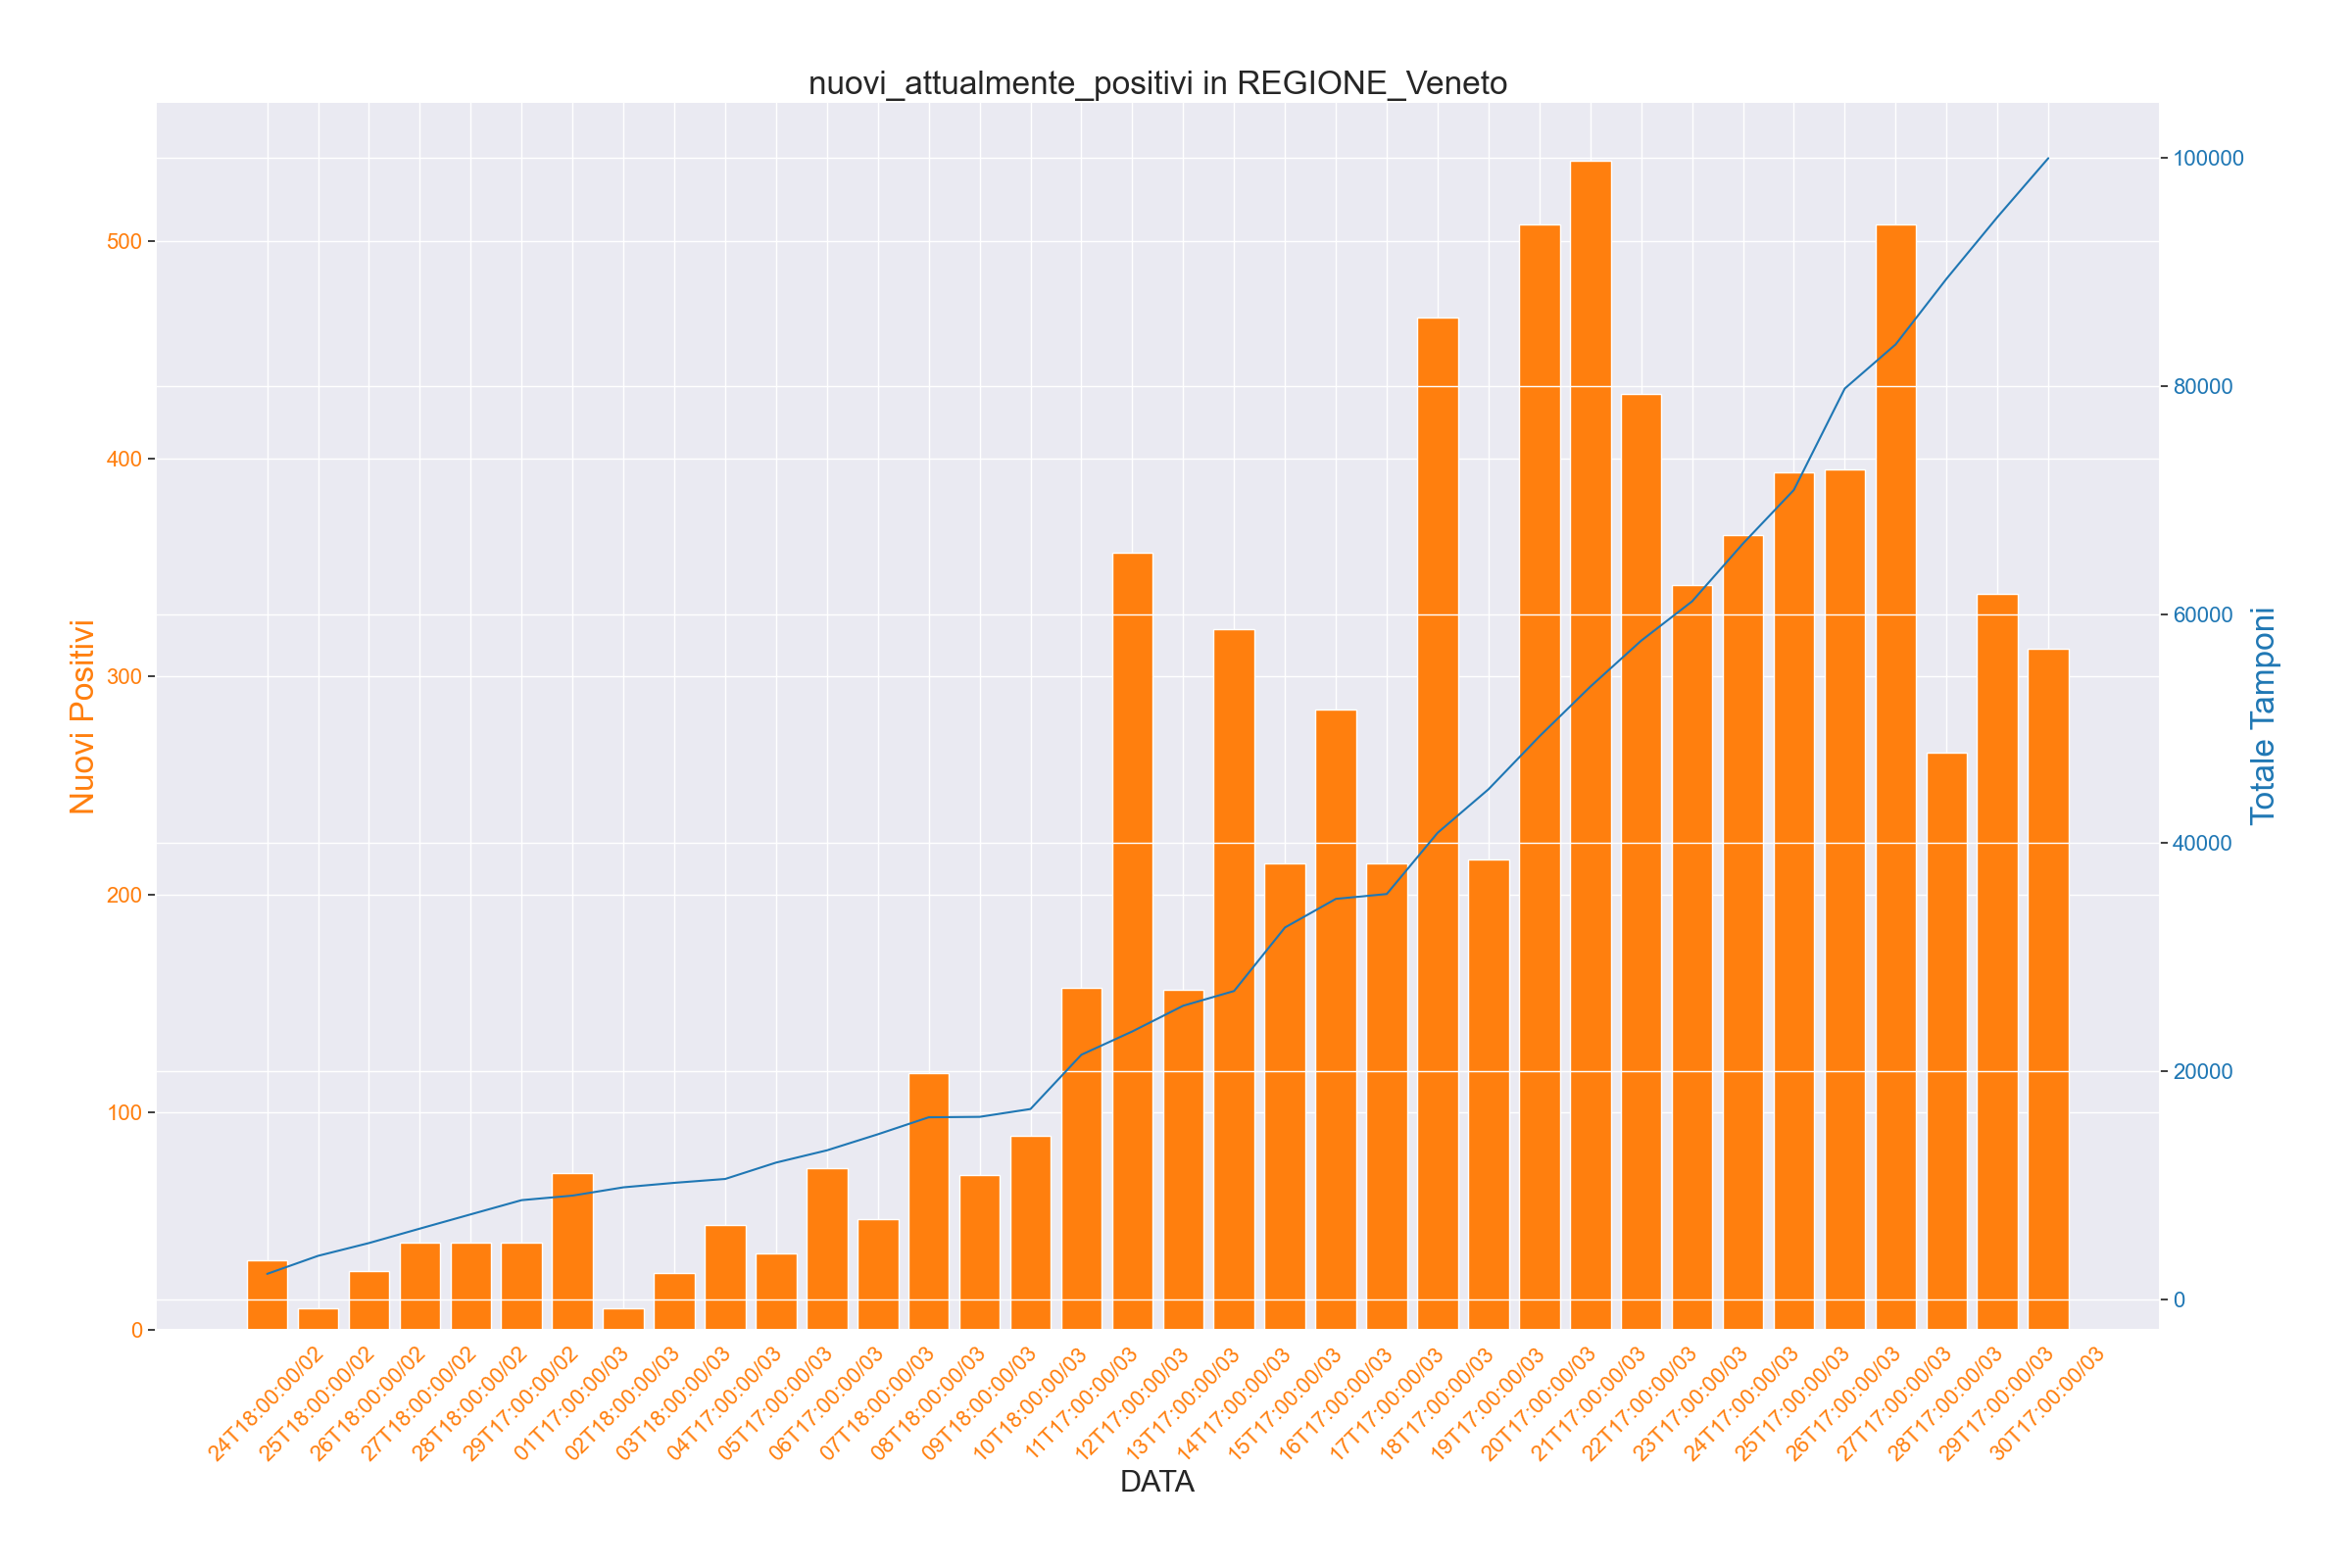 nuovi_attualmente_positivi in REGIONE_Veneto
Nuovi Positivi
500
400
300
200
100
0
Totale Tamponi
100000
80000
60000
40000
20000
0
24T18:00:00/02
25T18:00:00/02
26T18:00:00/02
27T18:00:00/02
28T18:00:00/02
29T17:00:00/02
01T17:00:00/03
02T18:00:00/03
03T18:00:00/03
04T17:00:00/03
05T17:00:00/03
06T17:00:00/03
07T18:00:00/03
08T18:00:00/03
09T18:00:00/03
10T18:00:00/03
11T17:00:00/03
12T17:00:00/03
13T17:00:00/03
14T17:00:00/03
15T17:00:00/03
16T17:00:00/03
17T17:00:00/03
18T17:00:00/03
19T17:00:00/03
20T17:00:00/03
21T17:00:00/03
22T17:00:00/03
23T17:00:00/03
24T17:00:00/03
25T17:00:00/03
26T17:00:00/03
27T17:00:00/03
28T17:00:00/03
29T17:00:00/03
30T17:00:00/03
DATA